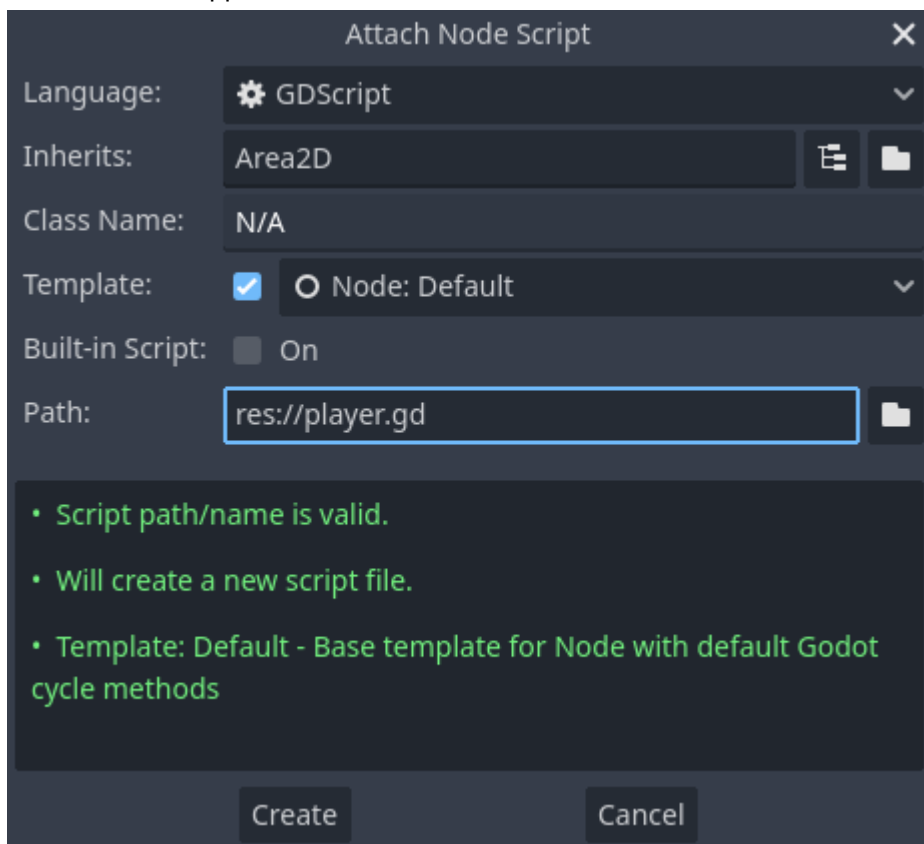 Attach Node Script
Language: GDScript
Inherits: Area2D
Class Name: N/A
Template: Node: Default
Built-in Script: On
Path: res://player.gd
• Script path/name is valid.
• Will create a new script file.
• Template: Default - Base template for Node with default Godot
cycle methods
Create Cancel